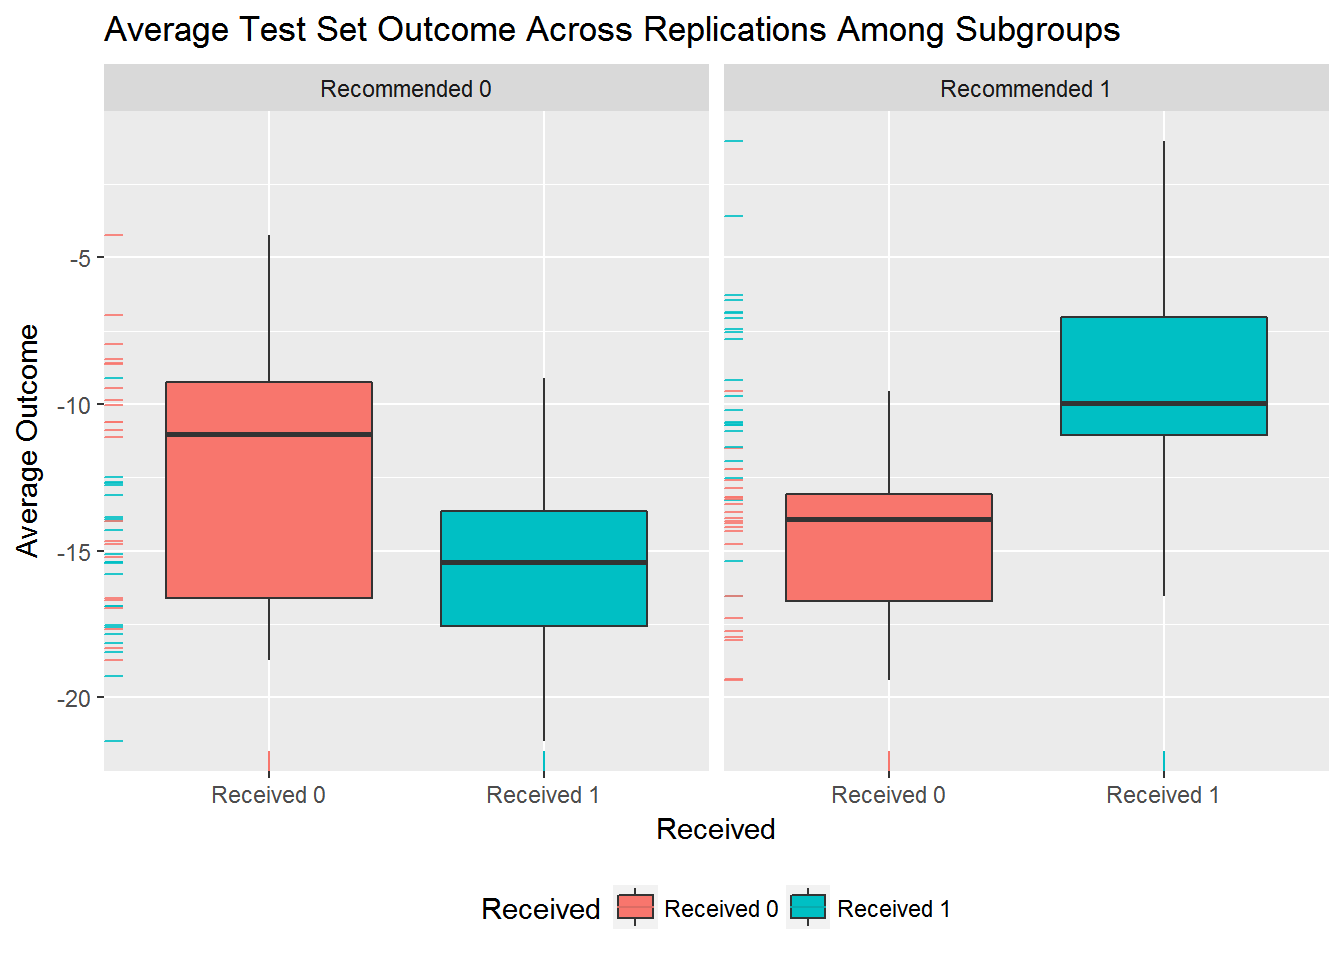 Average Test Set Outcome Across Replications Among Subgroups
Recommended 0
Recommended 1
Average Outcome
-5
-10
-15
-20
Received 0
Received 1
Received 0
Received 1
Received
Received
Received 0
Received 1